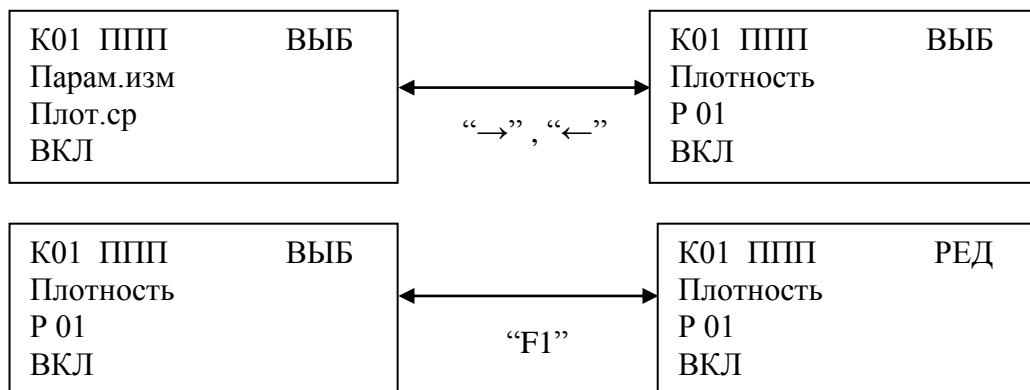 К01 ППП ВЫБ
Парам.изм
Плот.ср
ВКЛ
“→” , “←”
К01 ППП ВЫБ
Плотность
Р 01
ВКЛ
К01 ППП ВЫБ
Плотность
Р 01
ВКЛ
“F1”
К01 ППП РЕД
Плотность
Р 01
ВКЛ